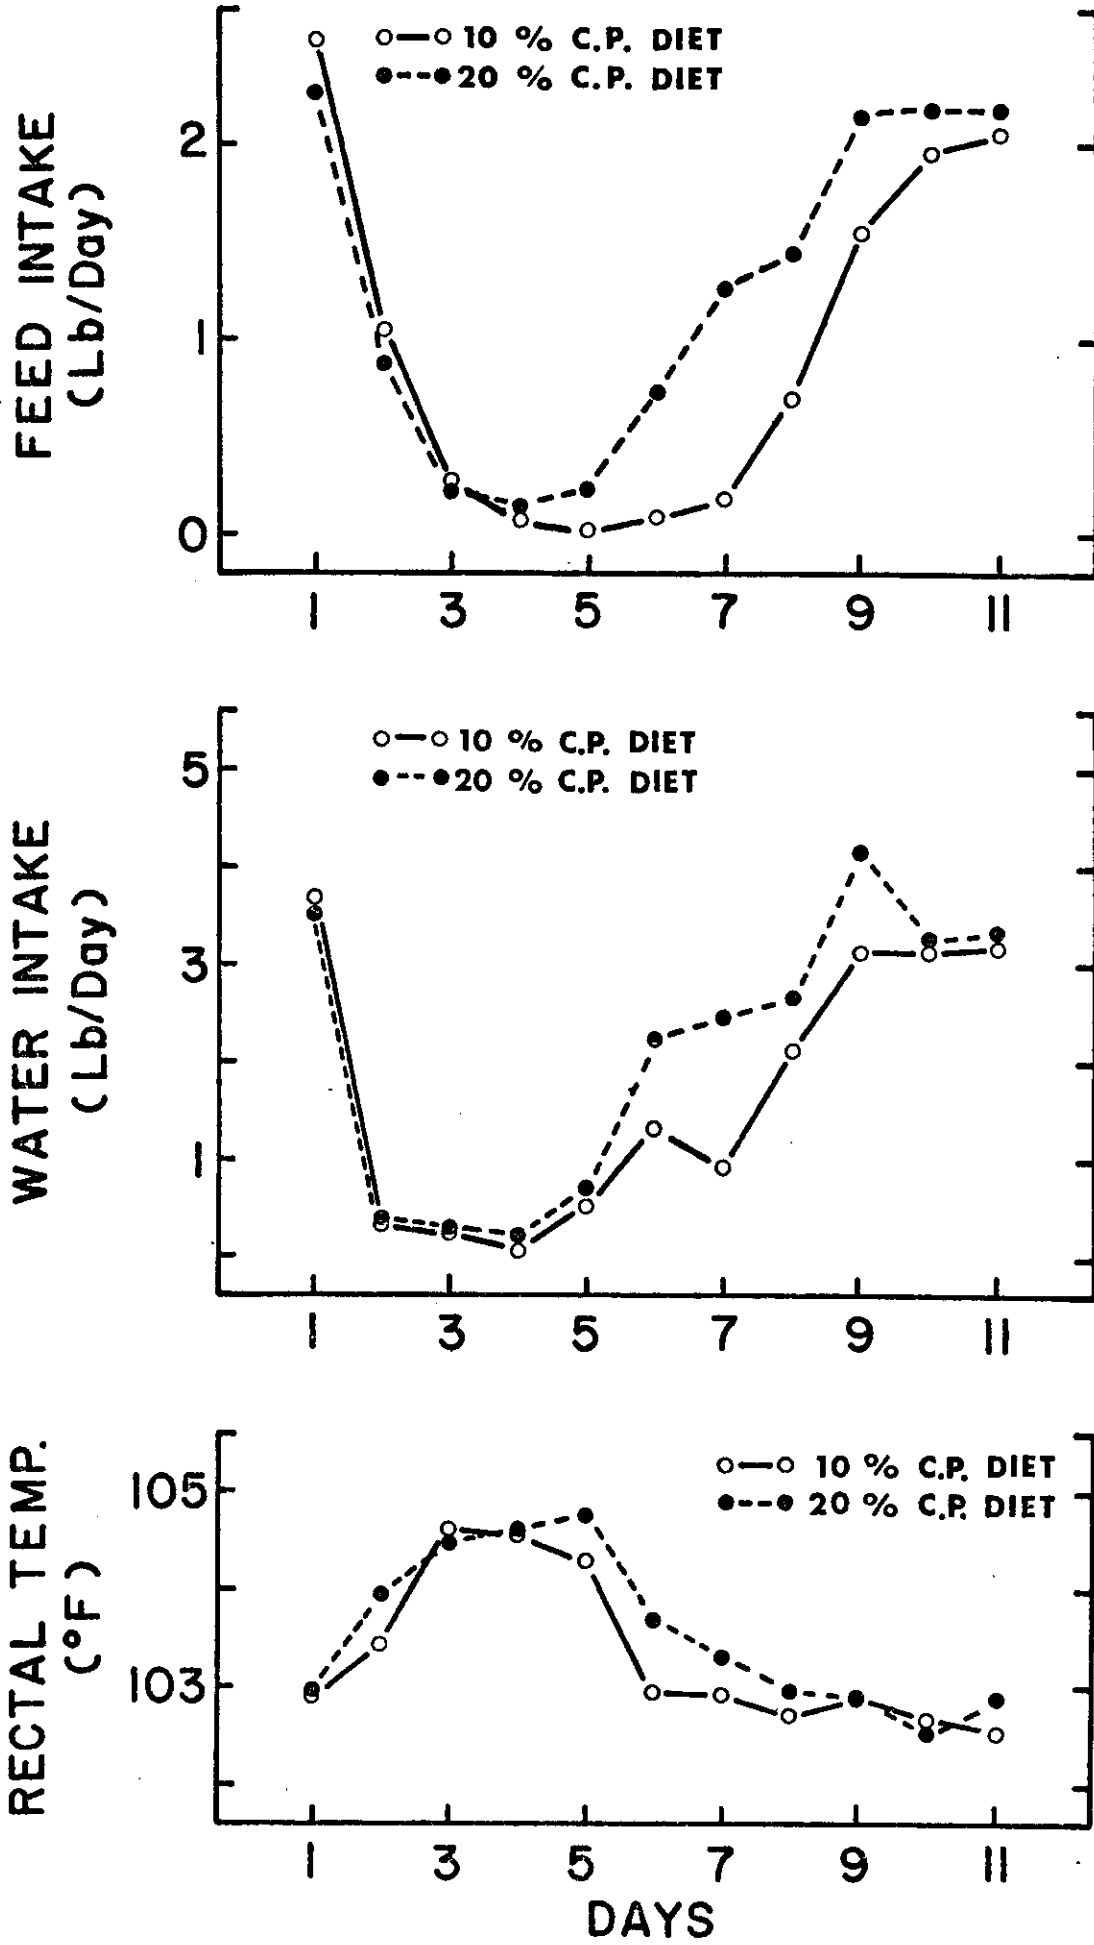 FEED INTAKE
(Lb/Day)
10 % C.P. DIET
20 % C.P. DIET
2
1
0
1 3 5 7 9 11
WATER INTAKE
(Lb/Day)
10 % C.P. DIET
20 % C.P. DIET
5
3
1
1 3 5 7 9 11
RECTAL TEMP.
(°F)
10 % C.P. DIET
20 % C.P. DIET
105
103
1 3 5 7 9 11
DAYS